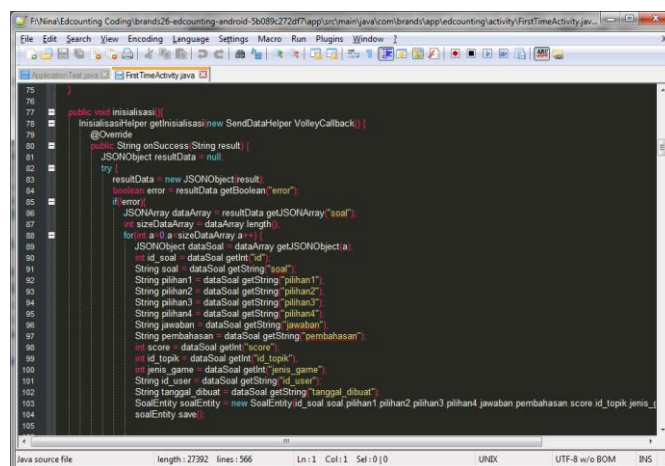 F:\Nina\Edcounting Coding\brands26-edcounting-android-5b089c272df7\app\src\main\java\com\brands\app\edcounting\activity\FirstTimeActivity.jav...
File Edit Search View Encoding Language Settings Macro Run Plugins Window ?
ApplicationTest.java FirstTimeActivity.java
75 }
76
77 public void inisialisasi(){
78 InisialisasiHelper.getInisialisasi(new SendDataHelper.VolleyCallback() {
79 @Override
80 public String onSuccess(String result) {
81 JSONObject resultData = null;
82 try {
83 resultData = new JSONObject(result);
84 boolean error = resultData.getBoolean("error");
85 if(!error){
86 JSONArray dataArray = resultData.getJSONArray("soal");
87 int sizeDataArray = dataArray.length();
88 for(int a=0;a<sizeDataArray;a++) {
89 JSONObject dataSoal = dataArray.getJSONObject(a);
90 int id_soal = dataSoal.getInt("id");
91 String soal = dataSoal.getString("soal");
92 String pilihan1 = dataSoal.getString("pilihan1");
93 String pilihan2 = dataSoal.getString("pilihan2");
94 String pilihan3 = dataSoal.getString("pilihan3");
95 String pilihan4 = dataSoal.getString("pilihan4");
96 String jawaban = dataSoal.getString("jawaban");
97 String pembahasan = dataSoal.getString("pembahasan");
98 int score = dataSoal.getInt("score");
99 int id_topik = dataSoal.getInt("id_topik");
100 int jenis_game = dataSoal.getInt("jenis_game");
101 String id_user = dataSoal.getString("id_user");
102 String tanggal_dibuat = dataSoal.getString("tanggal_dibuat");
103 SoalEntity soalEntity = new SoalEntity(id_soal,soal,pilihan1,pilihan2,pilihan3,pilihan4,jawaban,pembahasan,score,id_topik,jenis_g
104 soalEntity.save();
105
Java source file length : 27392 lines : 566 Ln : 1 Col : 1 Sel : 0 | 0 UNIX UTF-8 w/o BOM INS